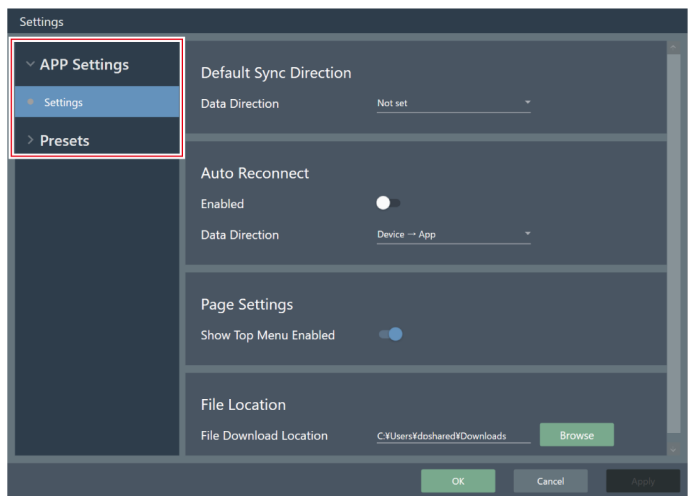 Settings
APP Settings
Settings
Presets
Default Sync Direction
Data Direction Not set
Auto Reconnect
Enabled
Data Direction Device → App
Page Settings
Show Top Menu Enabled
File Location
File Download Location C:¥Users¥doshared¥Downloads Browse
OK Cancel Apply